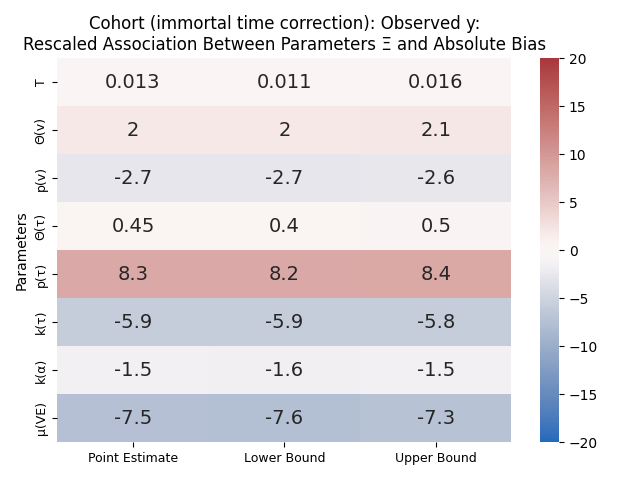 Cohort (immortal time correction): Observed y:
Rescaled Association Between Parameters Ξ and Absolute Bias
Parameters
T 0.013 0.011 0.016
Θ(v) 2 2 2.1
p(v) -2.7 -2.7 -2.6
Θ(τ) 0.45 0.4 0.5
p(τ) 8.3 8.2 8.4
k(τ) -5.9 -5.9 -5.8
k(α) -1.5 -1.6 -1.5
μ(VE) -7.5 -7.6 -7.3
Point Estimate Lower Bound Upper Bound
20
15
10
5
0
−5
−10
−15
−20